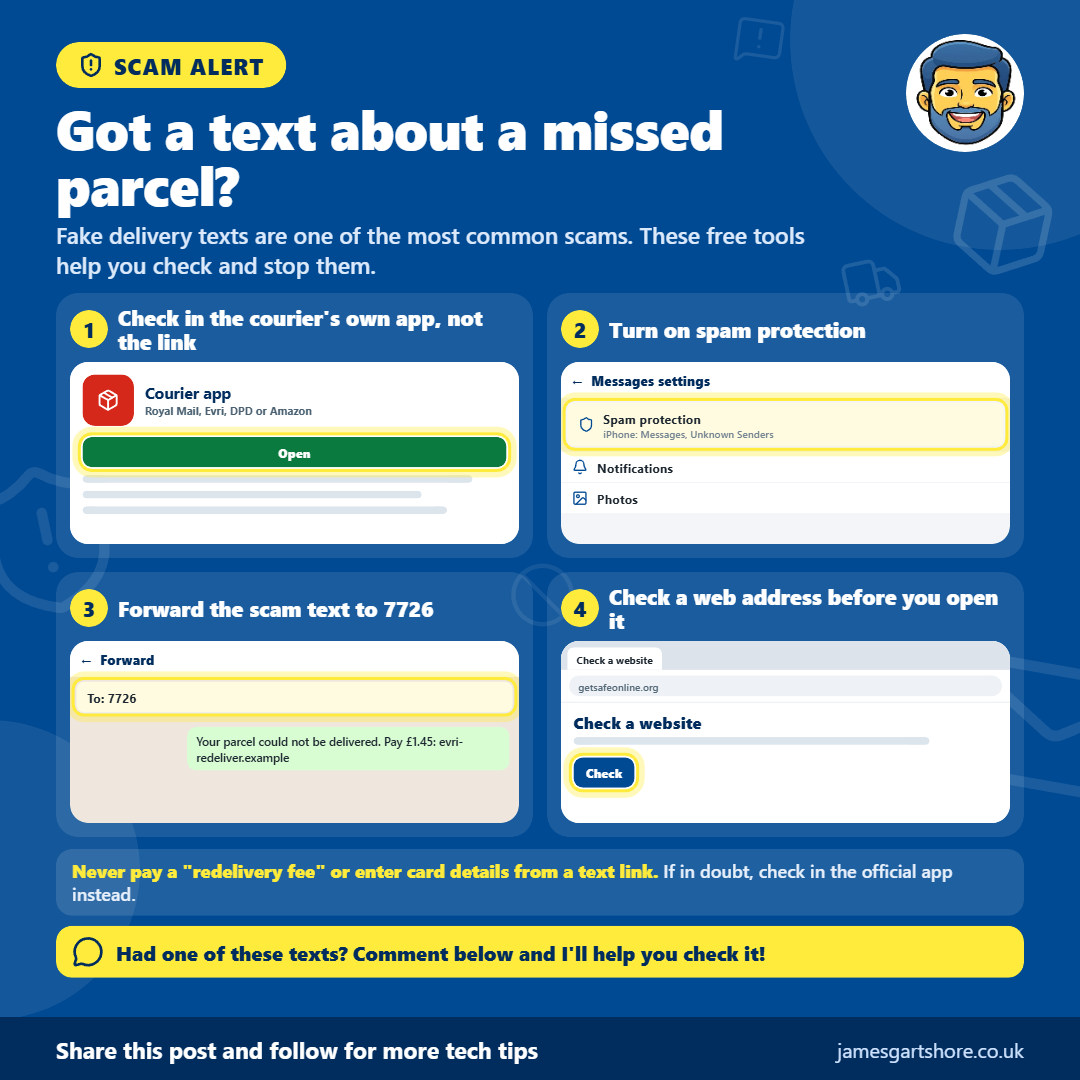 SCAM ALERT
Got a text about a missed
parcel?
Fake delivery texts are one of the most common scams. These free tools
help you check and stop them.
1
Check in the courier's own app, not
the link
Courier app
Royal Mail, Evri, DPD or Amazon
Open
2
Turn on spam protection
← Messages settings
Spam protection
iPhone: Messages, Unknown Senders
Notifications
Photos
3
Forward the scam text to 7726
← Forward
To: 7726
Your parcel could not be delivered. Pay £1.45: evri-
redeliver.example
4
Check a web address before you open
it
Check a website
getsafeonline.org
Check a website
Check
Never pay a "redelivery fee" or enter card details from a text link. If in doubt, check in the official app
instead.
Had one of these texts? Comment below and I'll help you check it!
Share this post and follow for more tech tips
jamesgartshore.co.uk